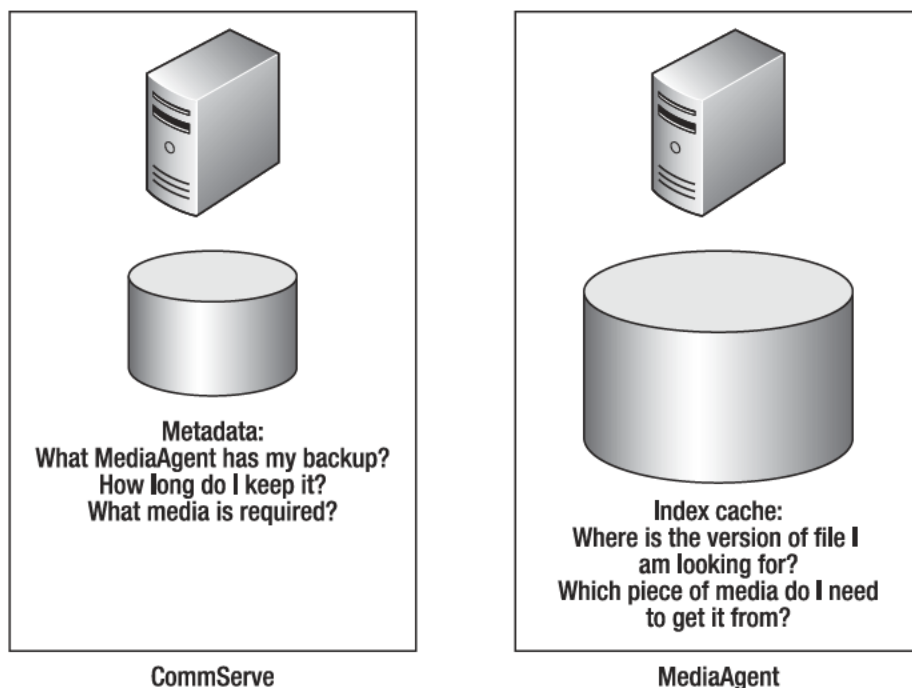 Metadata:
What MediaAgent has my backup?
How long do I keep it?
What media is required?
CommServe
Index cache:
Where is the version of file I
am looking for?
Which piece of media do I need
to get it from?
MediaAgent